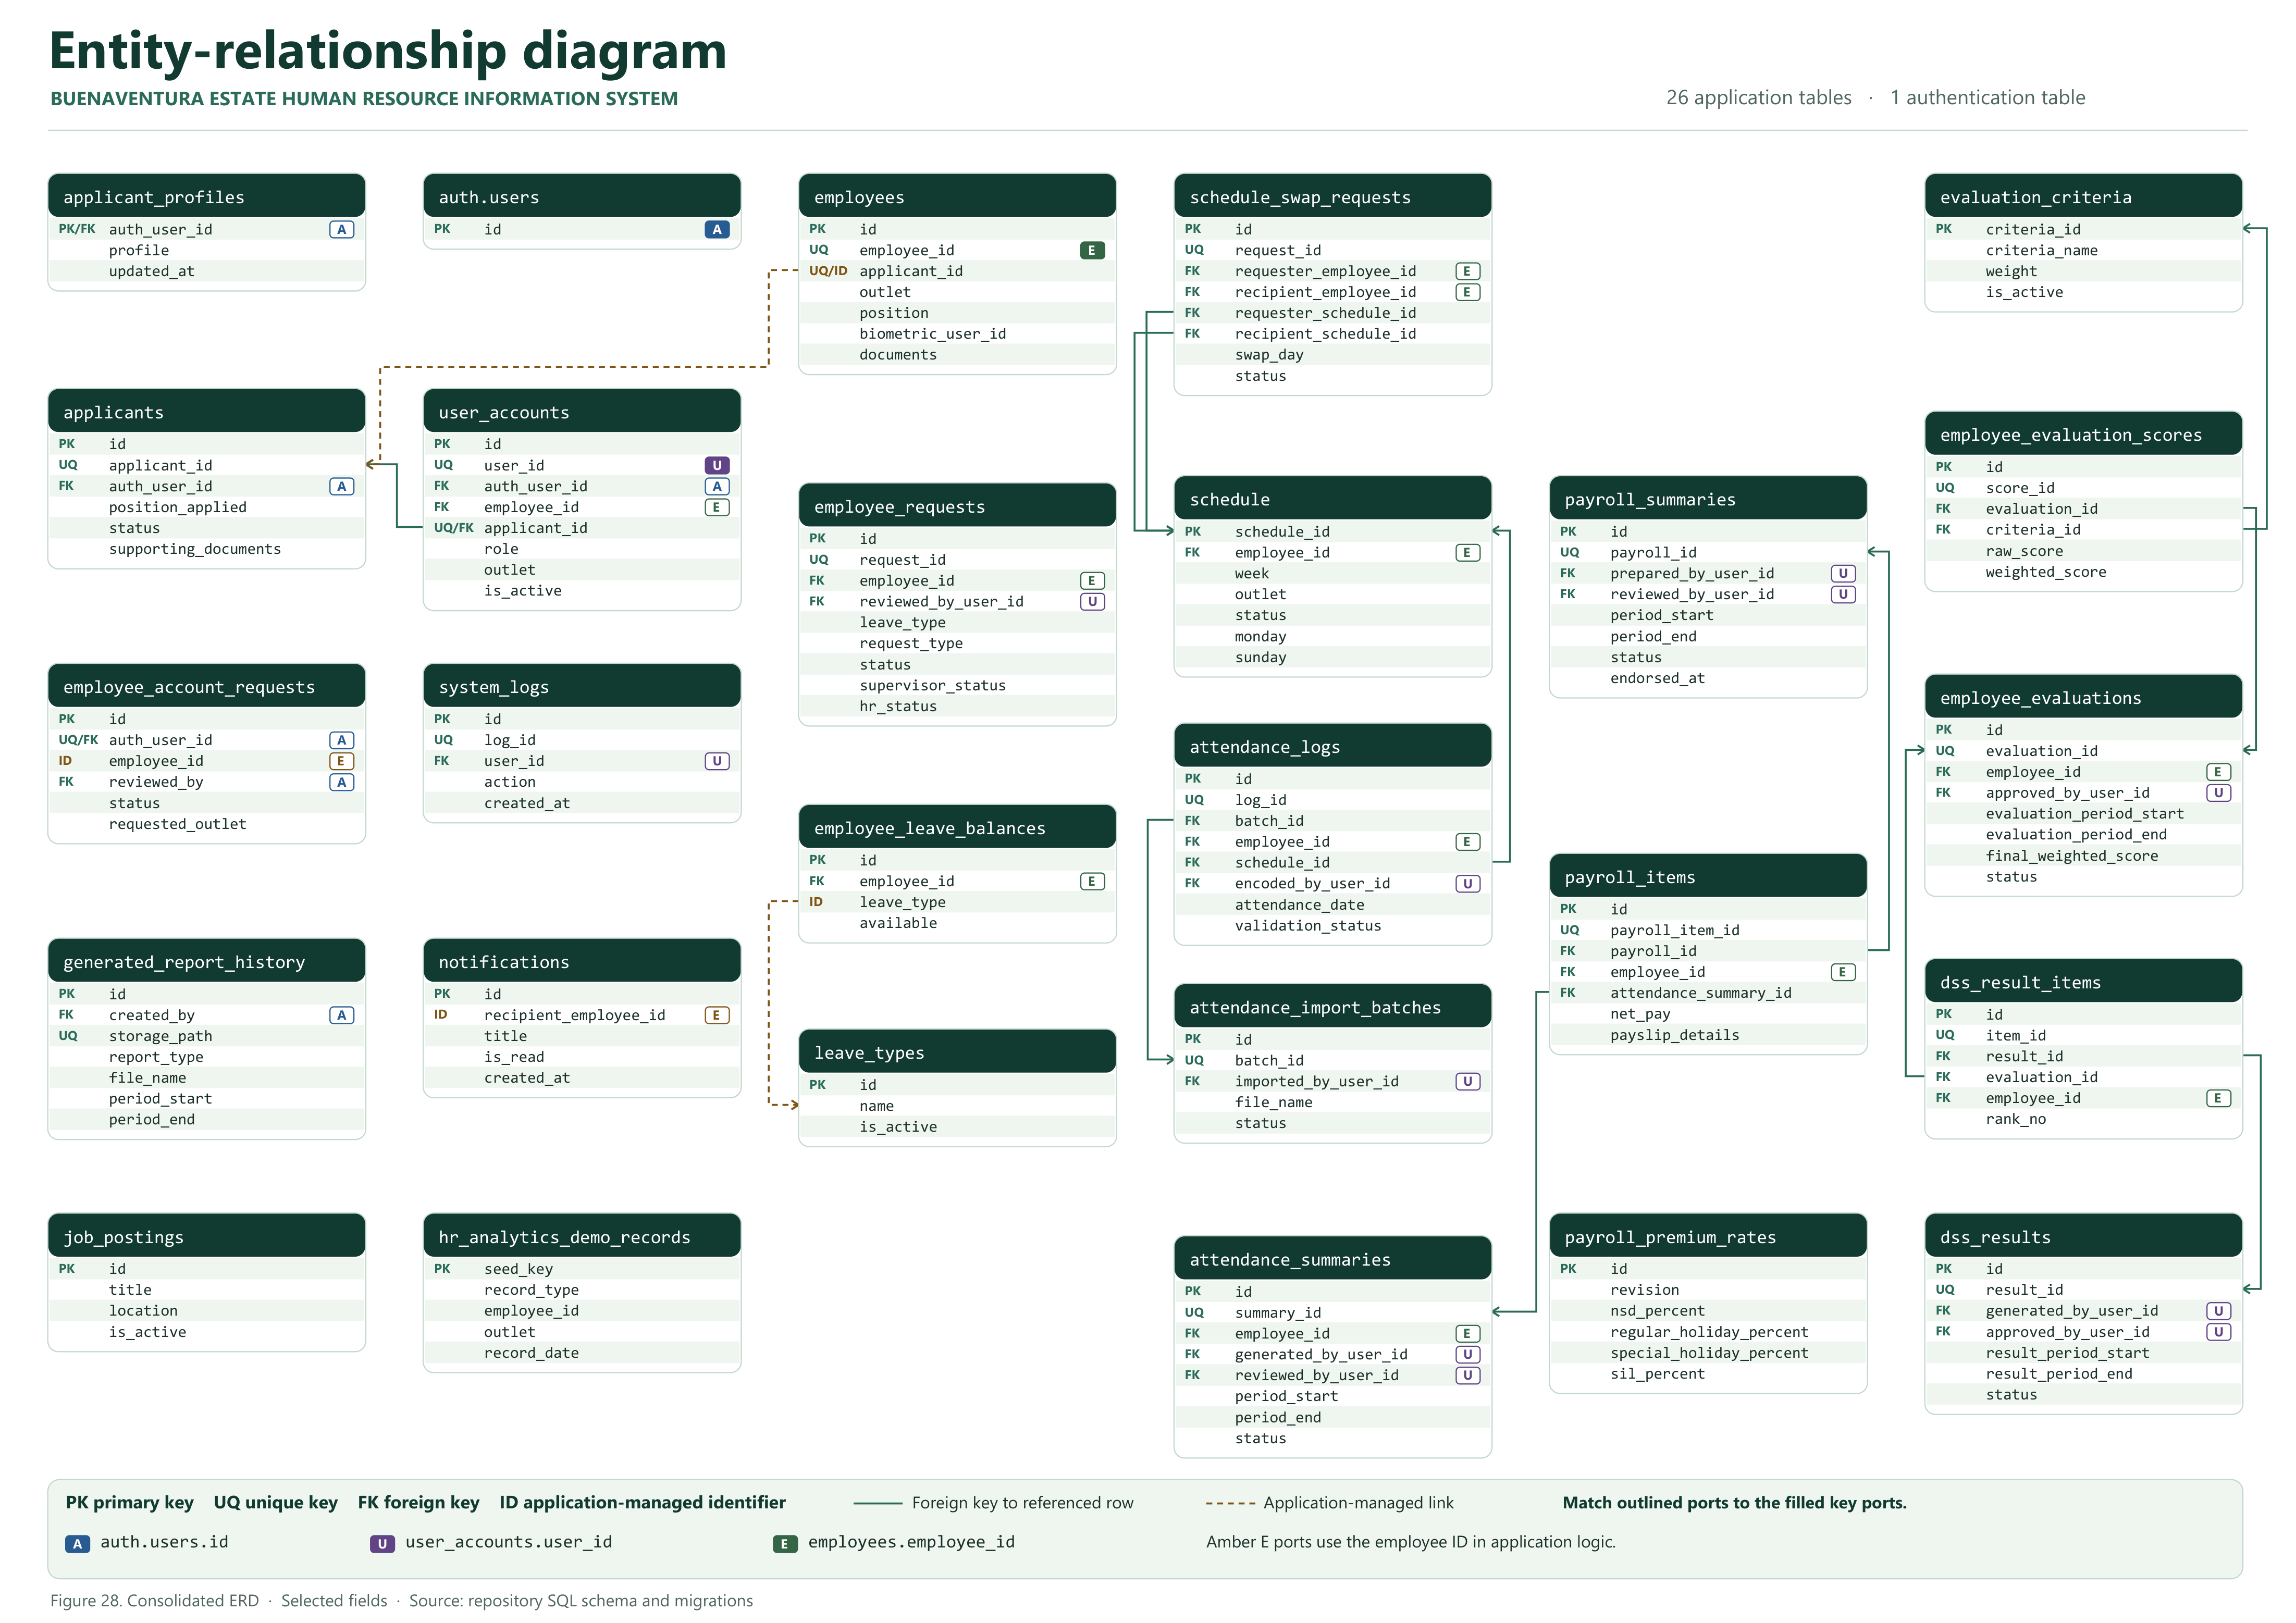 Entity-relationship diagram
BUENAVENTURA ESTATE HUMAN RESOURCE INFORMATION SYSTEM
26 application tables · 1 authentication table
applicant_profiles
PK/FK auth_user_id A
profile
updated_at
auth.users
PK id A
employees
PK id
UQ employee_id E
UQ/ID applicant_id
outlet
position
biometric_user_id
documents
schedule_swap_requests
PK id
UQ request_id
FK requester_employee_id E
FK recipient_employee_id E
FK requester_schedule_id
FK recipient_schedule_id
swap_day
status
evaluation_criteria
PK criteria_id
criteria_name
weight
is_active
applicants
PK id
UQ applicant_id
FK auth_user_id A
position_applied
status
supporting_documents
user_accounts
PK id
UQ user_id U
FK auth_user_id A
FK employee_id E
UQ/FK applicant_id
role
outlet
is_active
employee_requests
PK id
UQ request_id
FK employee_id E
FK reviewed_by_user_id U
leave_type
request_type
status
supervisor_status
hr_status
schedule
PK schedule_id
FK employee_id E
week
outlet
status
monday
sunday
payroll_summaries
PK id
UQ payroll_id
FK prepared_by_user_id U
FK reviewed_by_user_id U
period_start
period_end
status
endorsed_at
employee_evaluation_scores
PK id
UQ score_id
FK evaluation_id
FK criteria_id
raw_score
weighted_score
employee_account_requests
PK id
UQ/FK auth_user_id A
ID employee_id E
FK reviewed_by A
status
requested_outlet
system_logs
PK id
UQ log_id
FK user_id U
action
created_at
employee_leave_balances
PK id
FK employee_id E
ID leave_type
available
attendance_logs
PK id
UQ log_id
FK batch_id
FK employee_id E
FK schedule_id
FK encoded_by_user_id U
attendance_date
validation_status
payroll_items
PK id
UQ payroll_item_id
FK payroll_id
FK employee_id E
FK attendance_summary_id
net_pay
payslip_details
employee_evaluations
PK id
UQ evaluation_id
FK employee_id E
FK approved_by_user_id U
evaluation_period_start
evaluation_period_end
final_weighted_score
status
generated_report_history
PK id
FK created_by A
UQ storage_path
report_type
file_name
period_start
period_end
notifications
PK id
ID recipient_employee_id E
title
is_read
created_at
leave_types
PK id
name
is_active
attendance_import_batches
PK id
UQ batch_id
FK imported_by_user_id U
file_name
status
dss_result_items
PK id
UQ item_id
FK result_id
FK evaluation_id
FK employee_id E
rank_no
job_postings
PK id
title
location
is_active
hr_analytics_demo_records
PK seed_key
record_type
employee_id
outlet
record_date
attendance_summaries
PK id
UQ summary_id
FK employee_id E
FK generated_by_user_id U
FK reviewed_by_user_id U
period_start
period_end
status
payroll_premium_rates
PK id
revision
nsd_percent
regular_holiday_percent
special_holiday_percent
sil_percent
dss_results
PK id
UQ result_id
FK generated_by_user_id U
FK approved_by_user_id U
result_period_start
result_period_end
status
PK primary key UQ unique key FK foreign key ID application-managed identifier Foreign key to referenced row Application-managed link Match outlined ports to the filled key ports.
A auth.users.id U user_accounts.user_id E employees.employee_id Amber E ports use the employee ID in application logic.
Figure 28. Consolidated ERD · Selected fields · Source: repository SQL schema and migrations